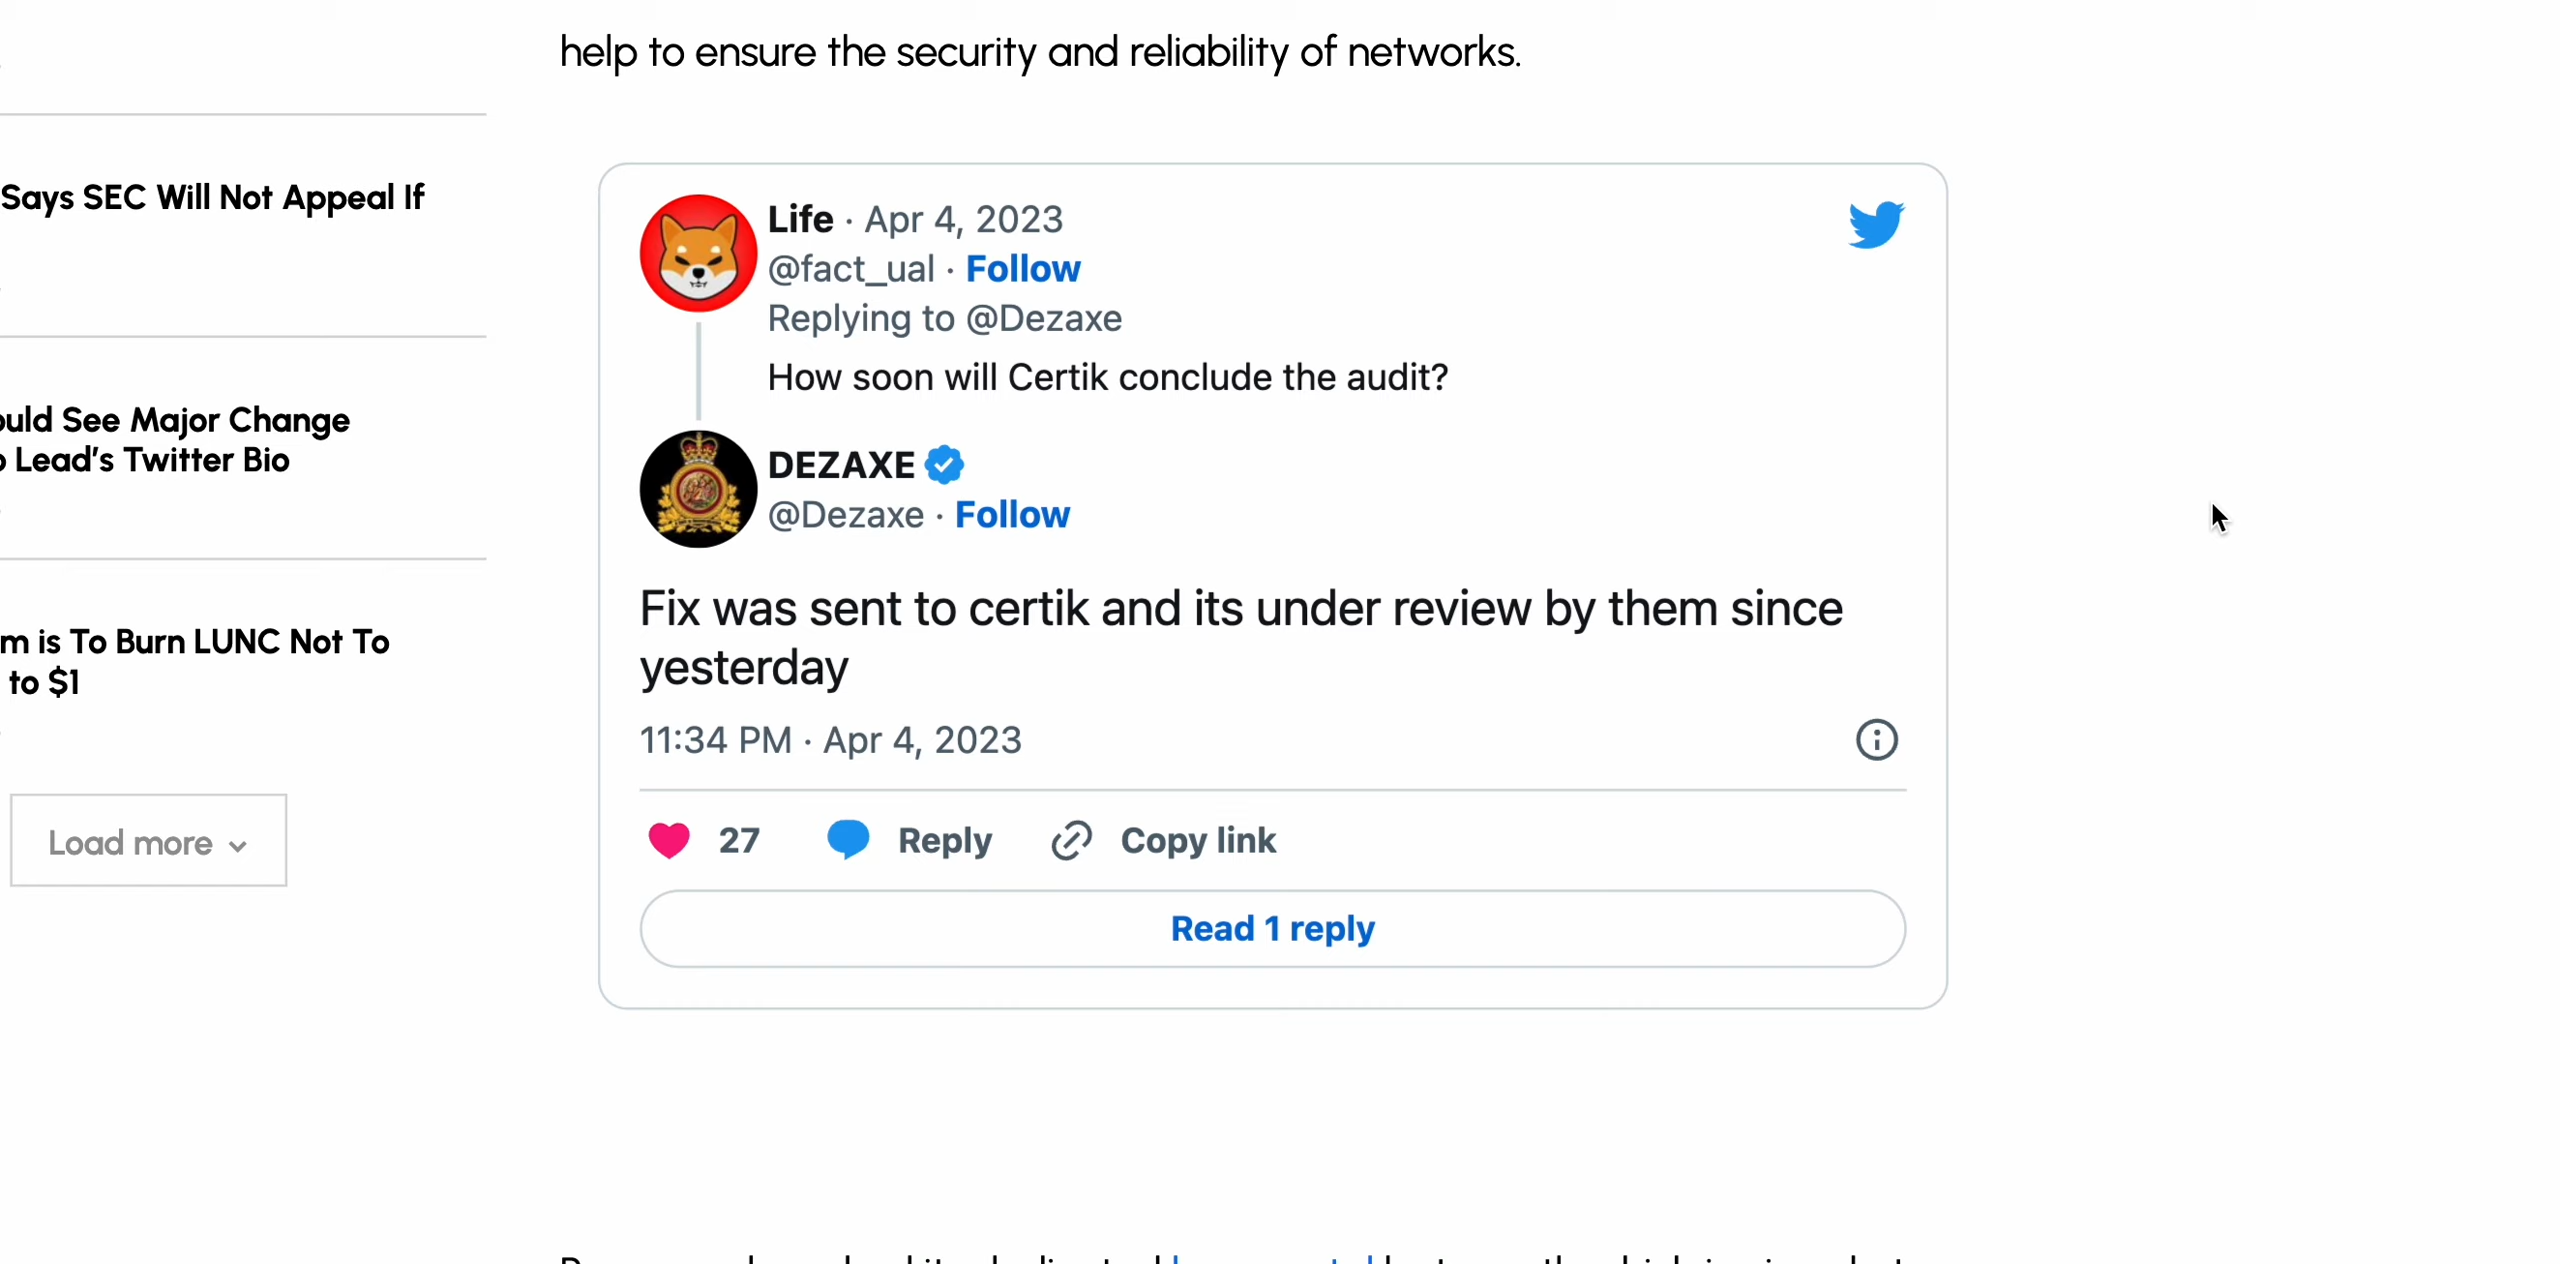 help to ensure the security and reliability of networks.
Says SEC Will Not Appeal If
ould See Major Change
Lead's Twitter Bio
m is To Burn LUNC Not To
to $1
Load more
Life · Apr 4, 2023
@fact_ual · Follow
Replying to @Dezaxe
How soon will Certik conclude the audit?
DEZAXE
@Dezaxe · Follow
Fix was sent to certik and its under review by them since
yesterday
11:34 PM · Apr 4, 2023
27 Reply Copy link
Read 1 reply